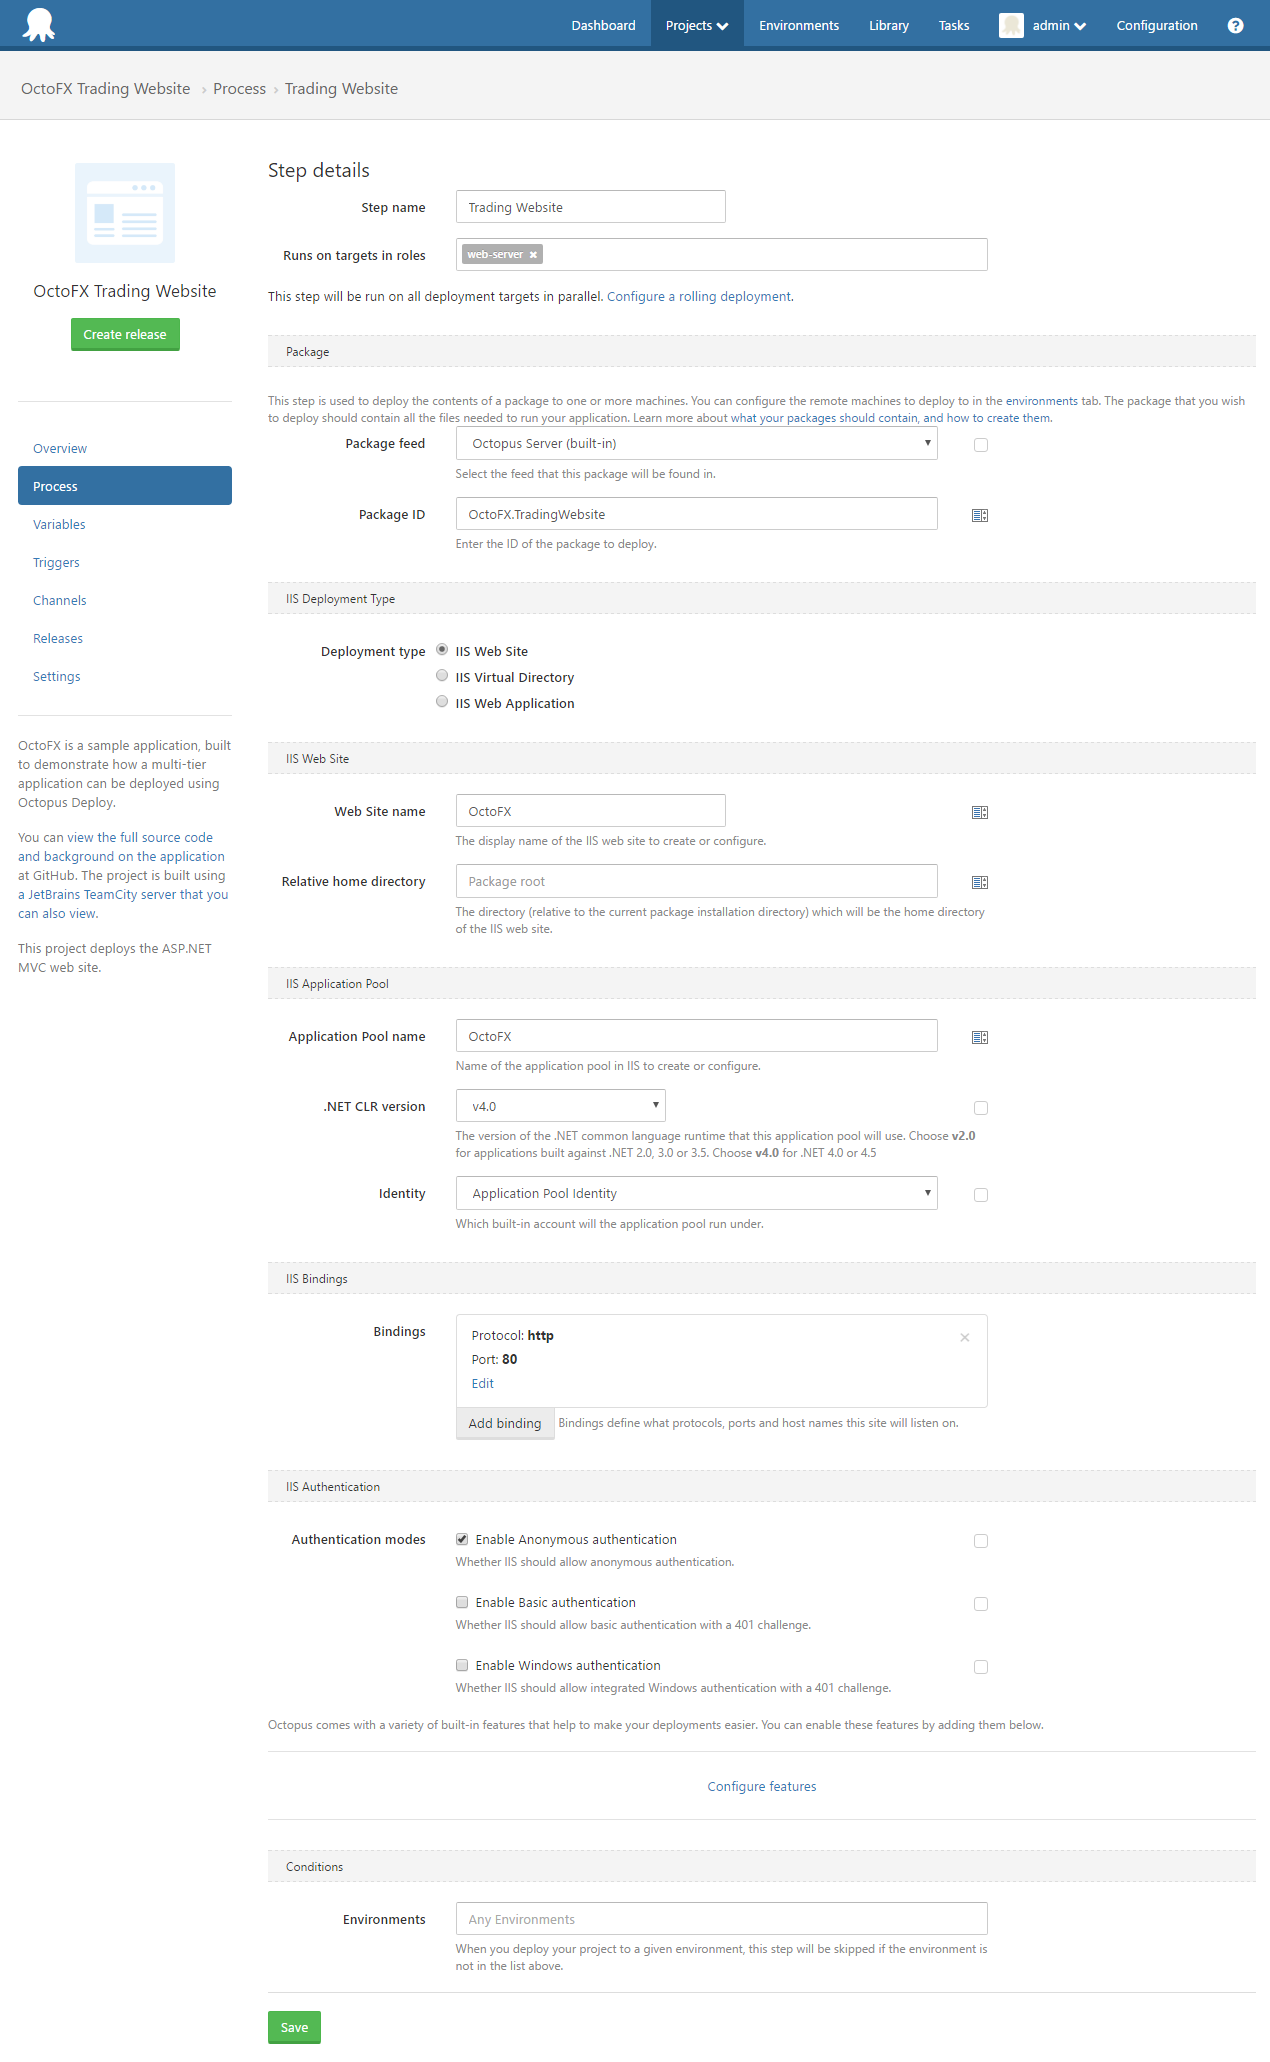 Dashboard Projects Environments Library Tasks admin Configuration ?
OctoFX Trading Website › Process › Trading Website
OctoFX Trading Website
Create release
Overview
Process
Variables
Triggers
Channels
Releases
Settings
OctoFX is a sample application, built
to demonstrate how a multi-tier
application can be deployed using
Octopus Deploy.
You can view the full source code
and background on the application
at GitHub. The project is built using
a JetBrains TeamCity server that you
can also view.
This project deploys the ASP.NET
MVC web site.
Step details
Step name Trading Website
Runs on targets in roles web-server ×
This step will be run on all deployment targets in parallel. Configure a rolling deployment.
Package
This step is used to deploy the contents of a package to one or more machines. You can configure the remote machines to deploy to in the environments tab. The package that you wish
to deploy should contain all the files needed to run your application. Learn more about what your packages should contain, and how to create them.
Package feed Octopus Server (built-in)
Select the feed that this package will be found in.
Package ID OctoFX.TradingWebsite
Enter the ID of the package to deploy.
IIS Deployment Type
Deployment type IIS Web Site
IIS Virtual Directory
IIS Web Application
IIS Web Site
Web Site name OctoFX
The display name of the IIS web site to create or configure.
Relative home directory Package root
The directory (relative to the current package installation directory) which will be the home directory
of the IIS web site.
IIS Application Pool
Application Pool name OctoFX
Name of the application pool in IIS to create or configure.
.NET CLR version v4.0
The version of the .NET common language runtime that this application pool will use. Choose v2.0
for applications built against .NET 2.0, 3.0 or 3.5. Choose v4.0 for .NET 4.0 or 4.5
Identity Application Pool Identity
Which built-in account will the application pool run under.
IIS Bindings
Bindings Protocol: http ×
Port: 80
Edit
Add binding Bindings define what protocols, ports and host names this site will listen on.
IIS Authentication
Authentication modes Enable Anonymous authentication
Whether IIS should allow anonymous authentication.
Enable Basic authentication
Whether IIS should allow basic authentication with a 401 challenge.
Enable Windows authentication
Whether IIS should allow integrated Windows authentication with a 401 challenge.
Octopus comes with a variety of built-in features that help to make your deployments easier. You can enable these features by adding them below.
Configure features
Conditions
Environments Any Environments
When you deploy your project to a given environment, this step will be skipped if the environment is
not in the list above.
Save